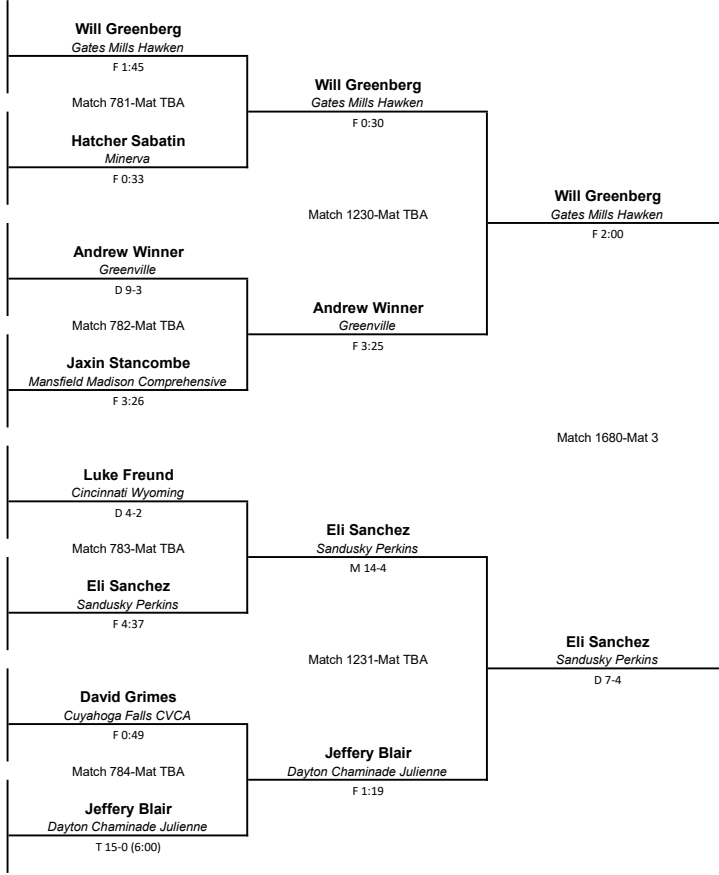 Will Greenberg
Gates Mills Hawken
F 1:45
Match 781-Mat TBA
Hatcher Sabatin
Minerva
F 0:33
Andrew Winner
Greenville
D 9-3
Match 782-Mat TBA
Jaxin Stancombe
Mansfield Madison Comprehensive
F 3:26
Luke Freund
Cincinnati Wyoming
D 4-2
Match 783-Mat TBA
Eli Sanchez
Sandusky Perkins
F 4:37
David Grimes
Cuyahoga Falls CVCA
F 0:49
Match 784-Mat TBA
Jeffery Blair
Dayton Chaminade Julienne
T 15-0 (6:00)
Will Greenberg
Gates Mills Hawken
F 0:30
Match 1230-Mat TBA
Andrew Winner
Greenville
F 3:25
Eli Sanchez
Sandusky Perkins
M 14-4
Match 1231-Mat TBA
Jeffery Blair
Dayton Chaminade Julienne
F 1:19
Will Greenberg
Gates Mills Hawken
F 2:00
Match 1680-Mat 3
Eli Sanchez
Sandusky Perkins
D 7-4